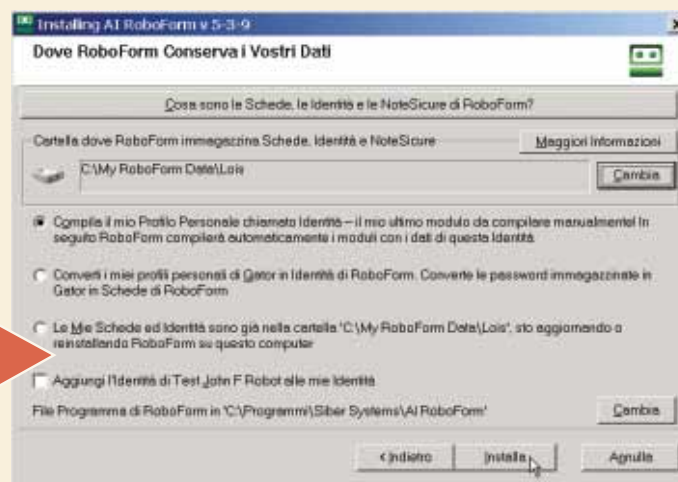 Installing AI RoboForm v 5-3-9
Dove RoboForm Conserva i Vostri Dati
Cosa sono le Schede, le Identità e le NoteSicure di RoboForm?
Cartella dove RoboForm immagazzina Schede, Identità e NoteSicure
Maggiori Informazioni
C:\My RoboForm Data\Lois
Cambia
Compila il mio Profilo Personale chiamato Identità – il mio ultimo modulo da compilare manualmente! In
seguito RoboForm compilerà automaticamente i moduli con i dati di questa Identità
Converti i miei profili personali di Gator in Identità di RoboForm. Converte le password immagazzinate in
Gator in Schede di RoboForm
Le Mie Schede ed Identità sono già nella cartella 'C:\My RoboForm Data\Lois', sto aggiornando o
reinstallando RoboForm su questo computer
Aggiungi l'Identità di Test John F Robot alle mie Identità
File Programma di RoboForm in 'C:\Programmi\Siber Systems\AI RoboForm'
Cambia
< Indietro
Installa
Annulla